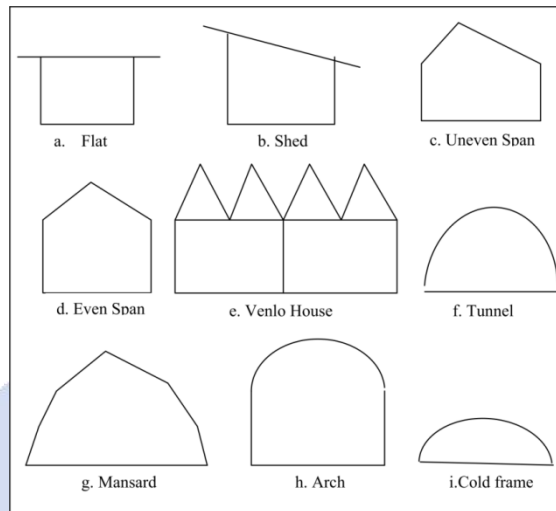 a. Flat
b. Shed
c. Uneven Span
d. Even Span
e. Venlo House
f. Tunnel
g. Mansard
h. Arch
i.Cold frame